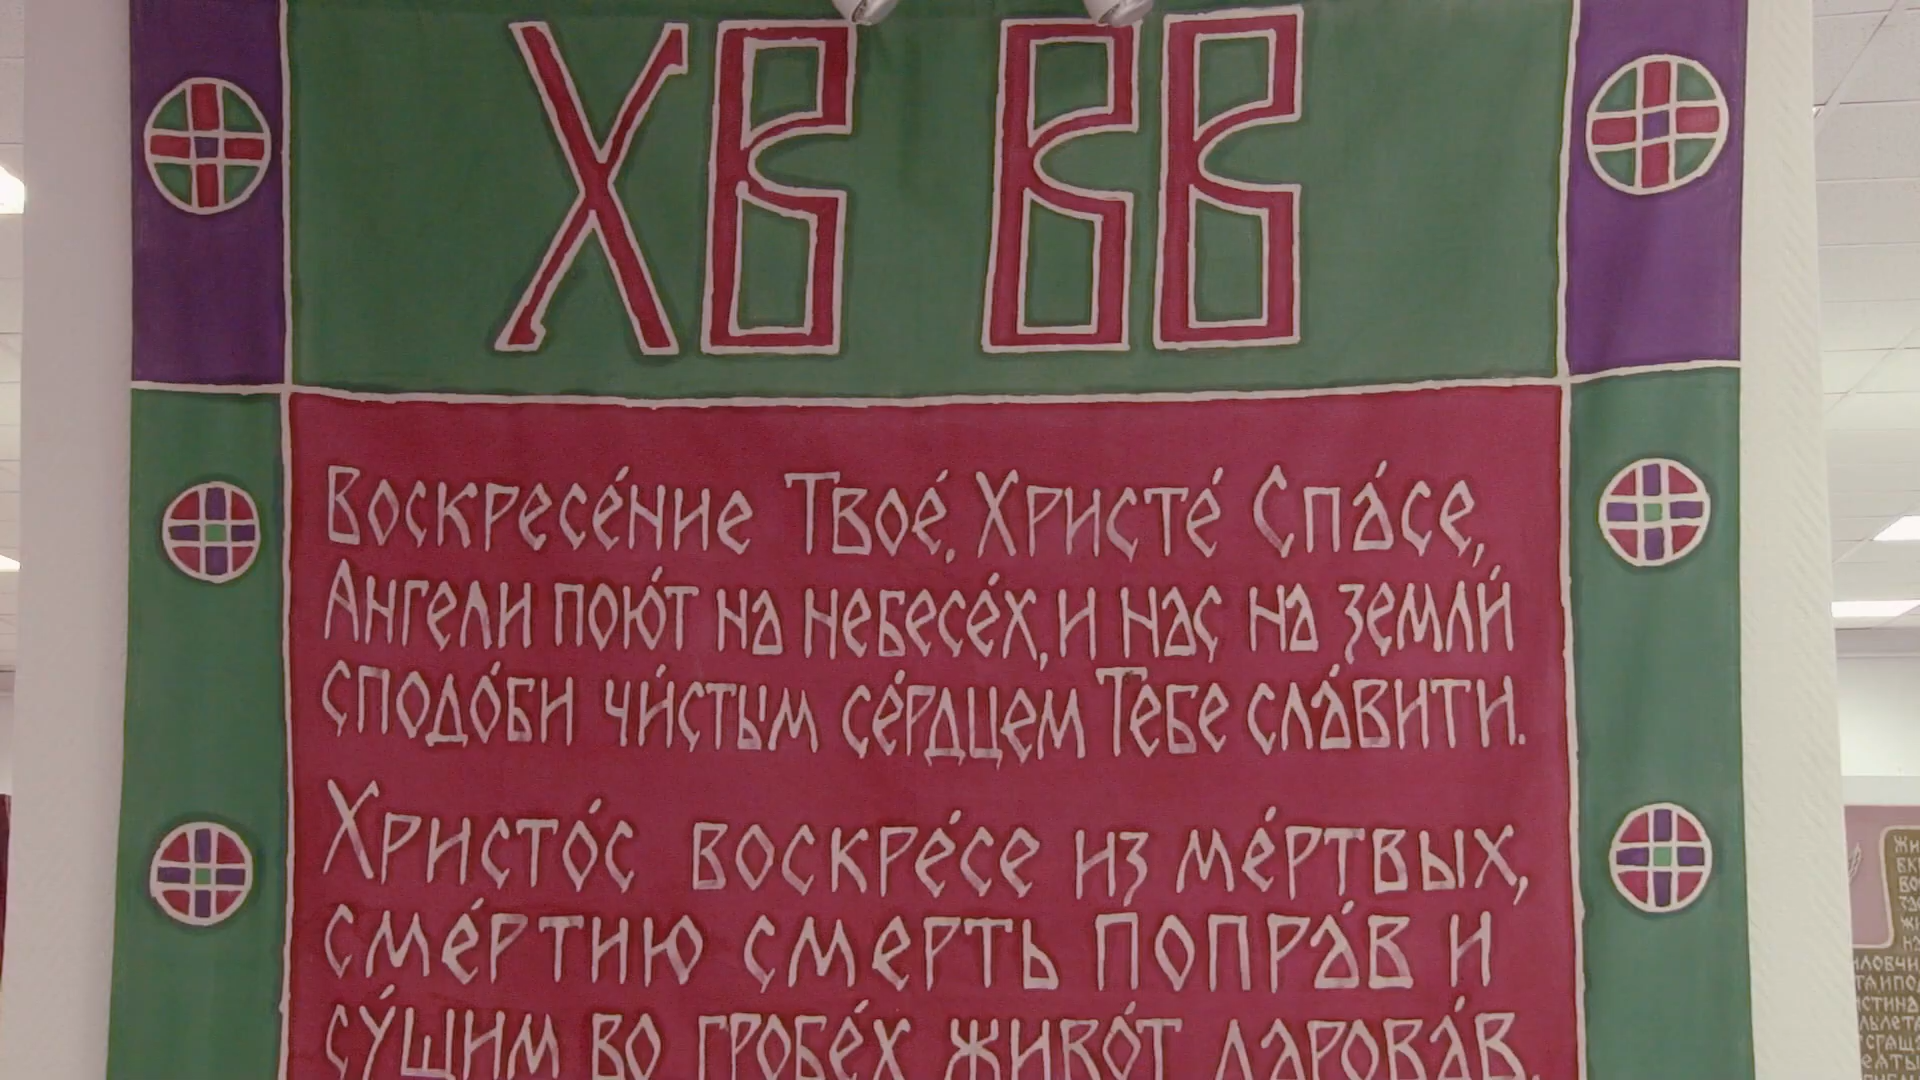 ХВ ВВ
Воскресе́ние Твое́, Христе́ Спа́се,
Ангели пою́т на небесе́х, и нас на земли́
сподо́би чи́стым се́рдцем Тебе сла́вити.
Христо́с воскре́се из ме́ртвых,
сме́ртию смерть попра́в и
су́щим во гробе́х живо́т дарова́в.